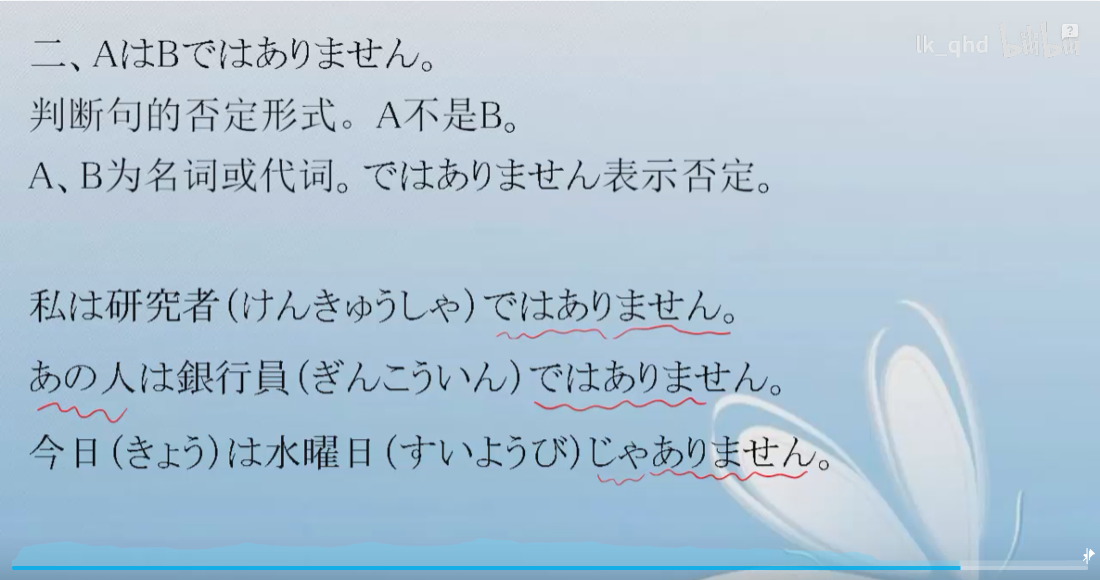 lk_qhd bilibili
二、AはBではありません。
判断句的否定形式。A不是B。
A、B为名词或代词。ではありません表示否定。
私は研究者(けんきゅうしゃ)ではありません。
あの人は銀行員(ぎんこういん)ではありません。
今日(きょう)は水曜日(すいようび)じゃありません。